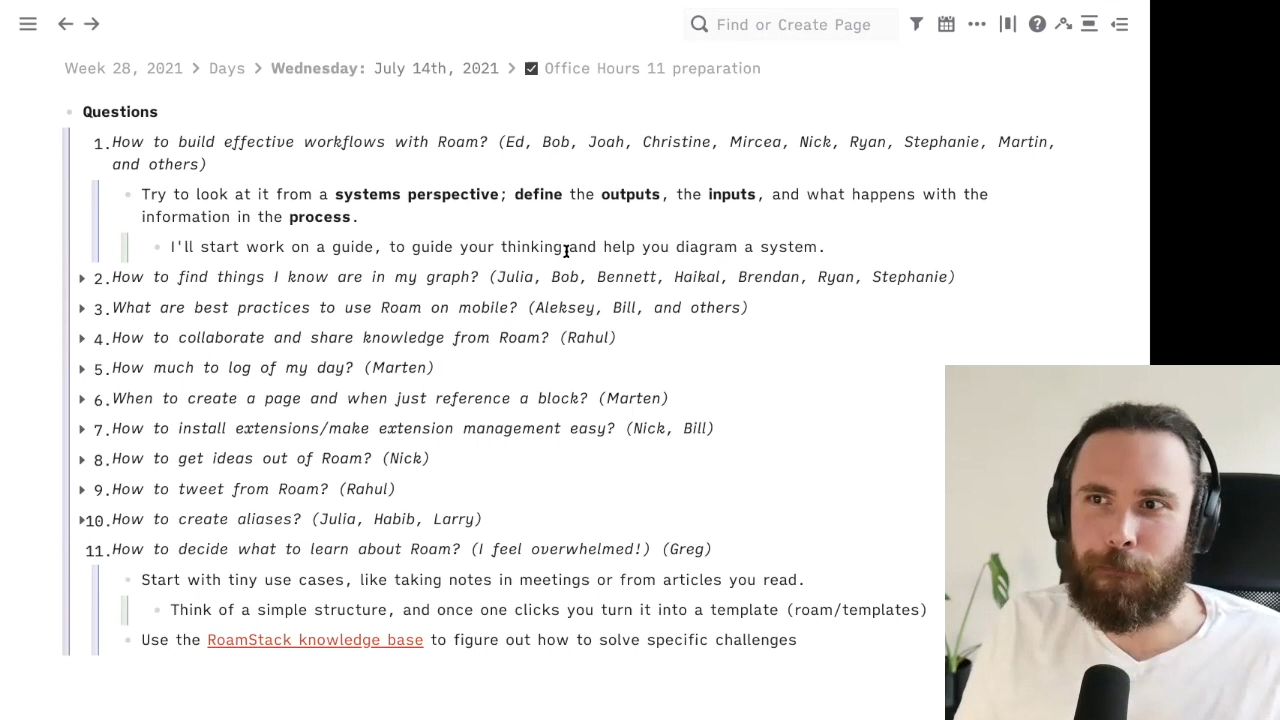 Find or Create Page
Week 28, 2021 > Days > Wednesday: July 14th, 2021 > Office Hours 11 preparation
Questions
1. How to build effective workflows with Roam? (Ed, Bob, Joah, Christine, Mircea, Nick, Ryan, Stephanie, Martin,
and others)
Try to look at it from a systems perspective; define the outputs, the inputs, and what happens with the
information in the process.
I'll start work on a guide, to guide your thinking and help you diagram a system.
2. How to find things I know are in my graph? (Julia, Bob, Bennett, Haikal, Brendan, Ryan, Stephanie)
3. What are best practices to use Roam on mobile? (Aleksey, Bill, and others)
4. How to collaborate and share knowledge from Roam? (Rahul)
5. How much to log of my day? (Marten)
6. When to create a page and when just reference a block? (Marten)
7. How to install extensions/make extension management easy? (Nick, Bill)
8. How to get ideas out of Roam? (Nick)
9. How to tweet from Roam? (Rahul)
10. How to create aliases? (Julia, Habib, Larry)
11. How to decide what to learn about Roam? (I feel overwhelmed!) (Greg)
Start with tiny use cases, like taking notes in meetings or from articles you read.
Think of a simple structure, and once one clicks you turn it into a template (roam/templates)
Use the RoamStack knowledge base to figure out how to solve specific challenges